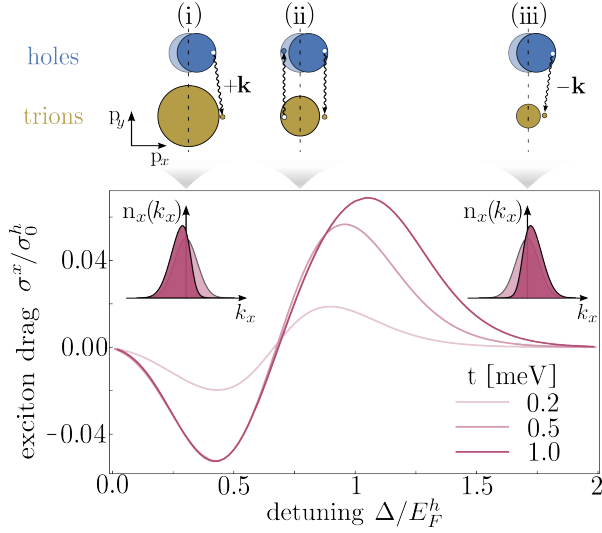 (i) (ii) (iii)
holes
+k −k
trions
p_y
p_x
n_x(k_x) n_x(k_x)
k_x k_x
exciton drag σ^x/σ_0^h
0.04
0.00
-0.04
t [meV]
0.2
0.5
1.0
0.0 0.5 1 1.5 2.0
detuning Δ/E_F^h